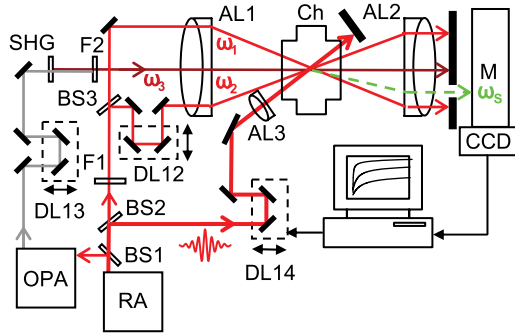 AL1
Ch
AL2
SHG
F2
ω₁
ω₃
ω₂
M
ωs
BS3
AL3
CCD
F1
DL12
DL13
BS2
BS1
DL14
OPA
RA